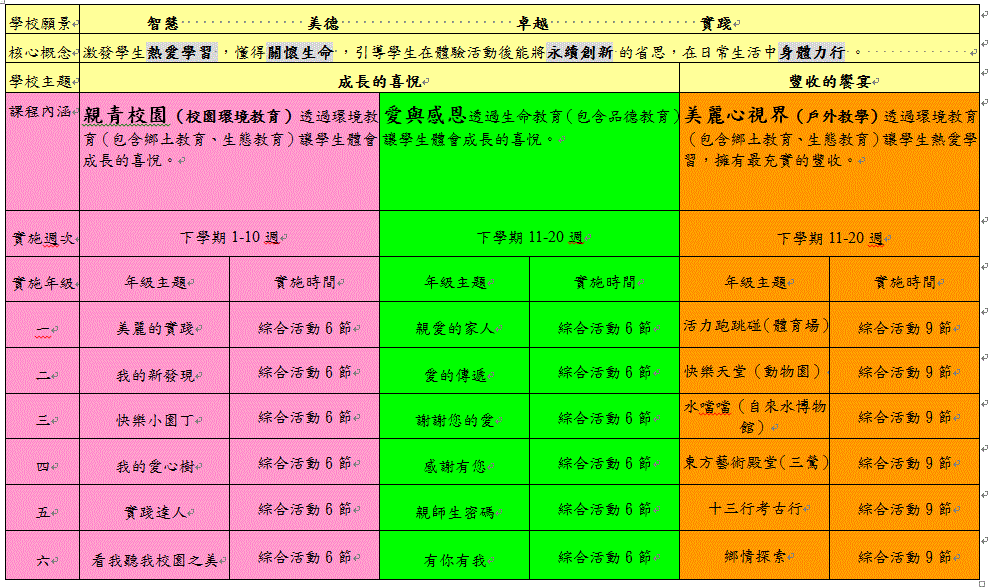 學校願景 智慧 美德 卓越 實踐
核心概念 激發學生熱愛學習,懂得關懷生命,引導學生在體驗活動後能將永續創新的省思,在日常生活中身體力行。
學校主題 成長的喜悅 豐收的饗宴
課程內涵
親青校園(校園環境教育)透過環境教
育(包含鄉土教育、生態教育)讓學生體會
成長的喜悅。
愛與感恩透過生命教育(包含品德教育)
讓學生體會成長的喜悅。
美麗心視界(戶外教學)透過環境教育
(包含鄉土教育、生態教育)讓學生熱愛學
習,擁有最充實的豐收。
實施週次 下學期 1-10 週 下學期 11-20 週 下學期 11-20 週
實施年級 年級主題 實施時間 年級主題 實施時間 年級主題 實施時間
一 美麗的實踐 綜合活動 6 節 親愛的家人 綜合活動 6 節 活力跑跳碰(體育場) 綜合活動 9 節
二 我的新發現 綜合活動 6 節 愛的傳遞 綜合活動 6 節 快樂天堂(動物園) 綜合活動 9 節
三 快樂小園丁 綜合活動 6 節 謝謝您的愛 綜合活動 6 節 水噹噹(自來水博物
館) 綜合活動 9 節
四 我的愛心樹 綜合活動 6 節 感謝有您 綜合活動 6 節 東方藝術殿堂(三鶯) 綜合活動 9 節
五 實踐達人 綜合活動 6 節 親師生密碼 綜合活動 6 節 十三行考古行 綜合活動 9 節
六 看我聽我校園之美 綜合活動 6 節 有你有我 綜合活動 6 節 鄉情探索 綜合活動 9 節